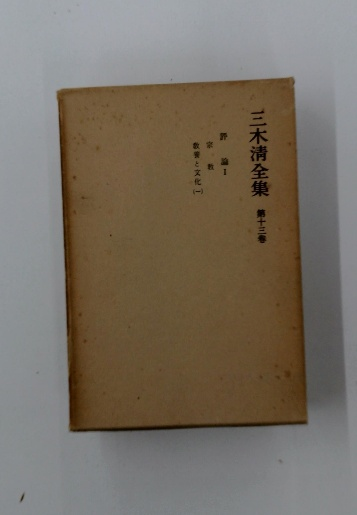 三木清全集 第十三巻
評論 I
宗教
教養と文化(一)